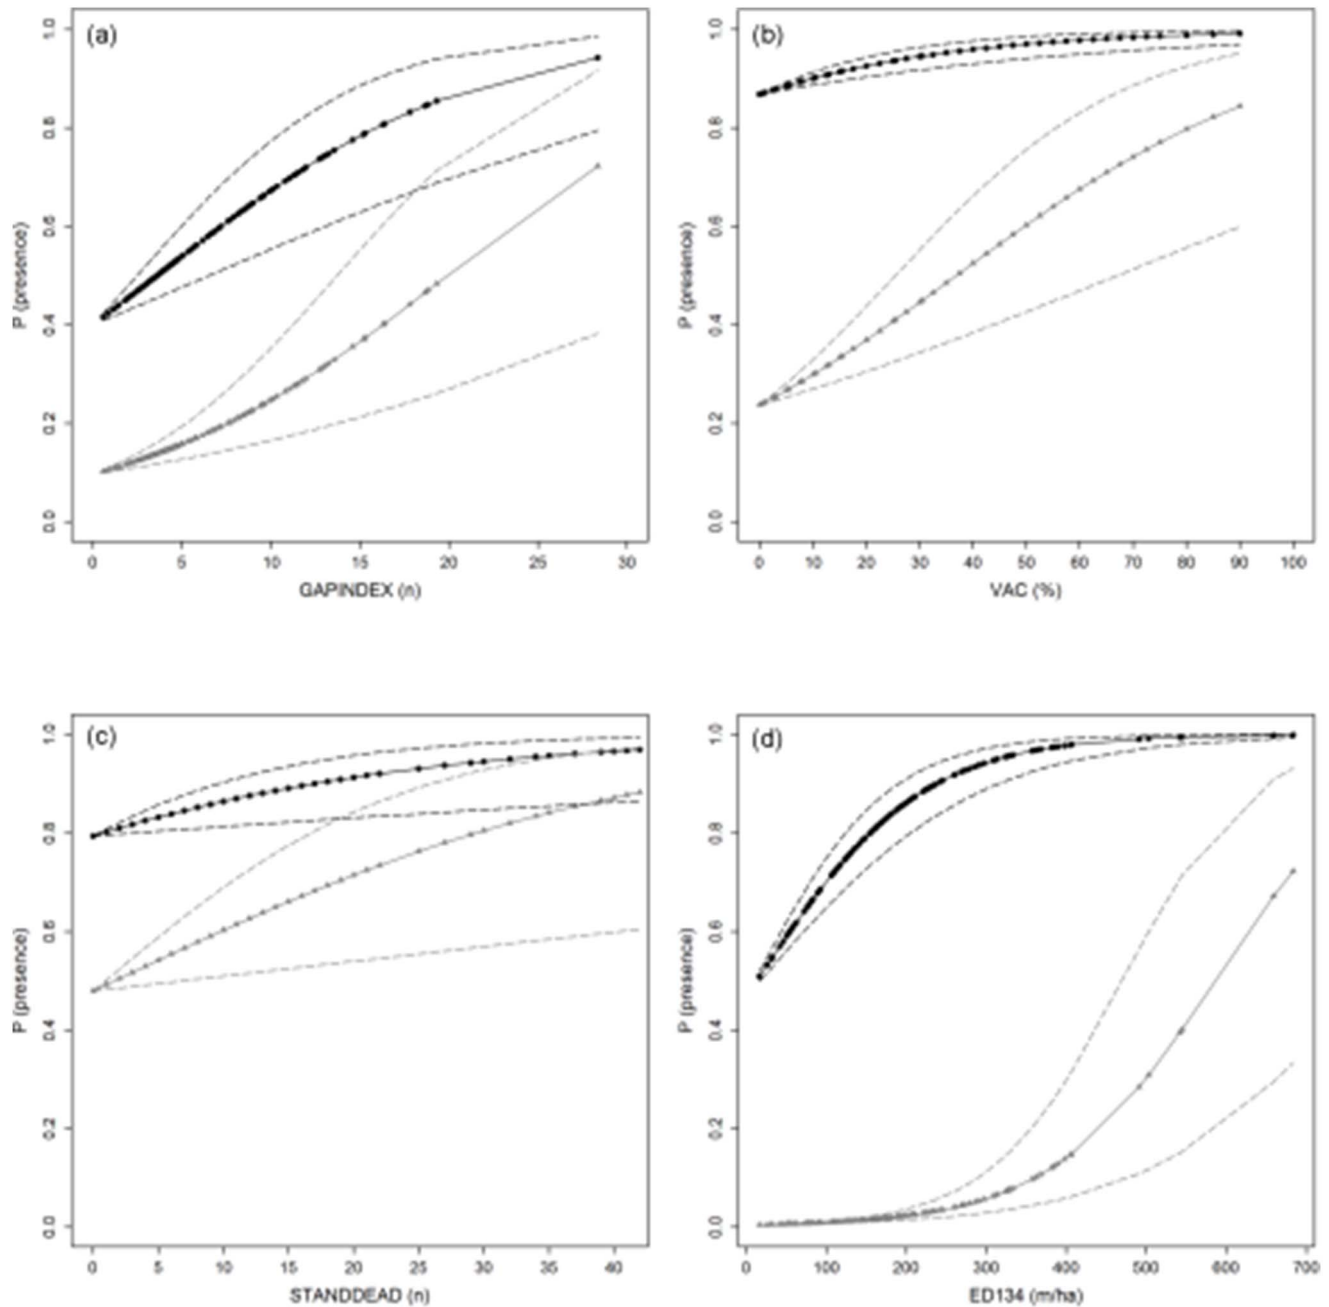 (a)
P (presence)
0.0 0.2 0.4 0.6 0.8 1.0
0 5 10 15 20 25 30
GAPINDEX (n)
(b)
P (presence)
0.0 0.2 0.4 0.6 0.8 1.0
0 10 20 30 40 50 60 70 80 90 100
VAC (%)
(c)
P (presence)
0.0 0.2 0.4 0.6 0.8 1.0
0 5 10 15 20 25 30 35 40
STANDDEAD (n)
(d)
P (presence)
0.0 0.2 0.4 0.6 0.8 1.0
0 100 200 300 400 500 600 700
ED134 (m/ha)